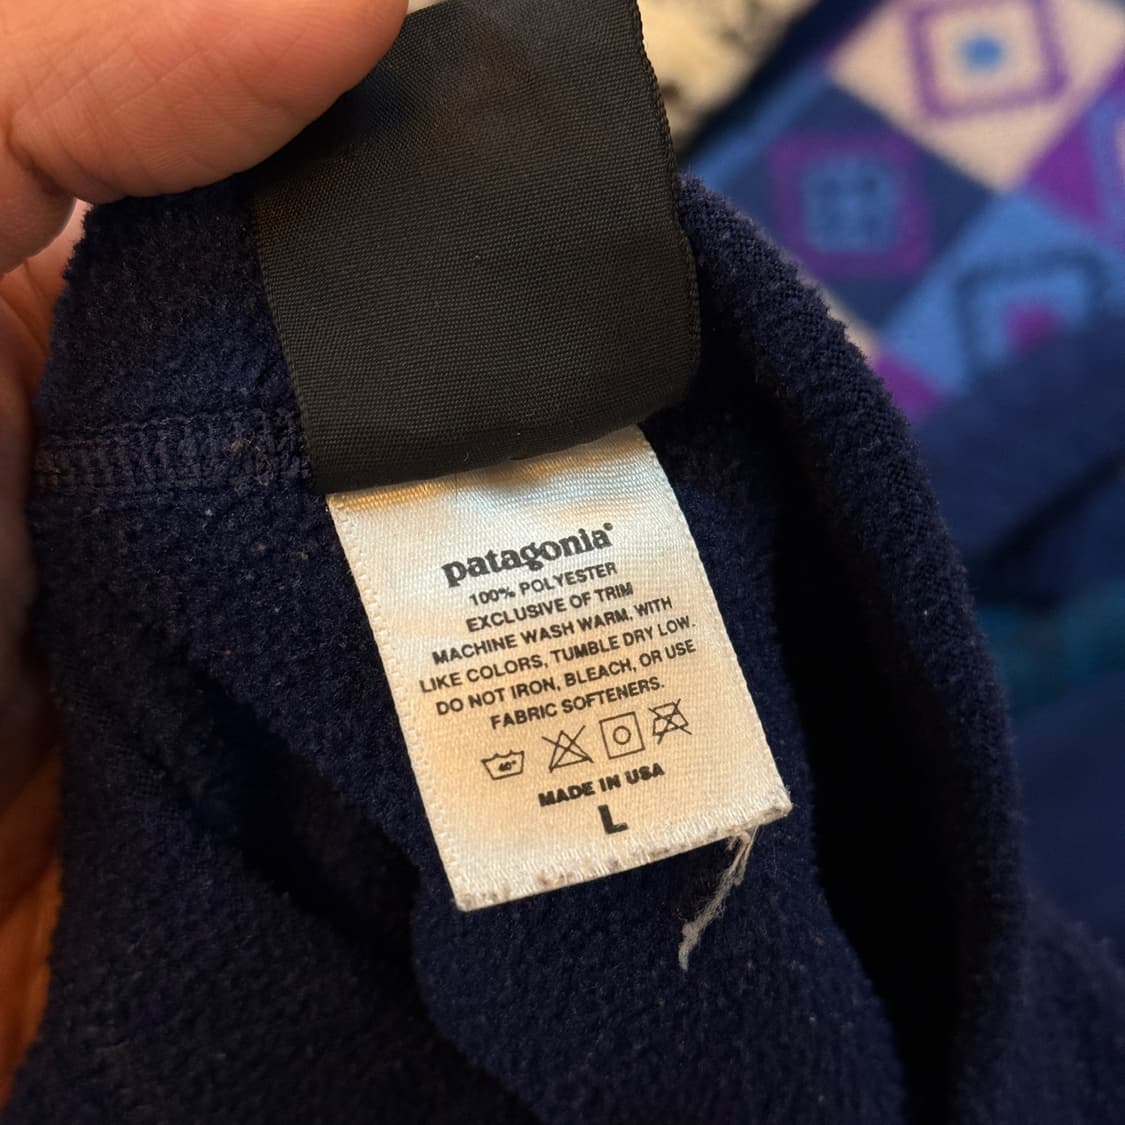 patagonia®
100% POLYESTER
EXCLUSIVE OF TRIM
MACHINE WASH WARM, WITH
LIKE COLORS, TUMBLE DRY LOW.
DO NOT IRON, BLEACH, OR USE
FABRIC SOFTENERS.
40°
MADE IN USA
L